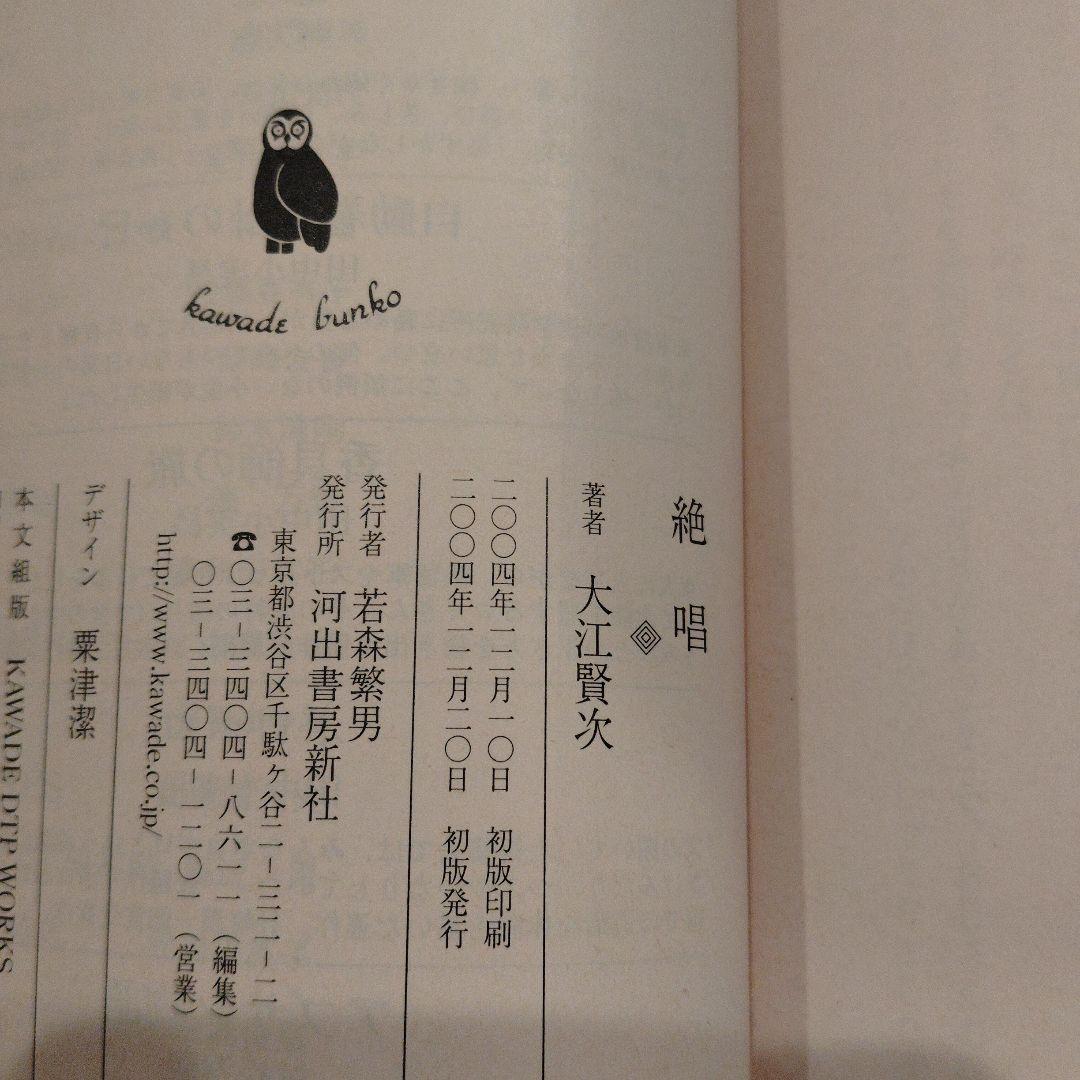 kawade bunko
絶唱
著者 大江賢次
二〇〇四年一二月一〇日 初版印刷
二〇〇四年一二月二〇日 初版発行
発行者 若森繁男
発行所 河出書房新社
東京都渋谷区千駄ヶ谷二-三二-二
☎〇三-三四〇四-八六一一(編集)
〇三-三四〇四-一二〇一(営業)
http://www.kawade.co.jp/
デザイン 粟津潔
本文組版 KAWADE DTP WORKS